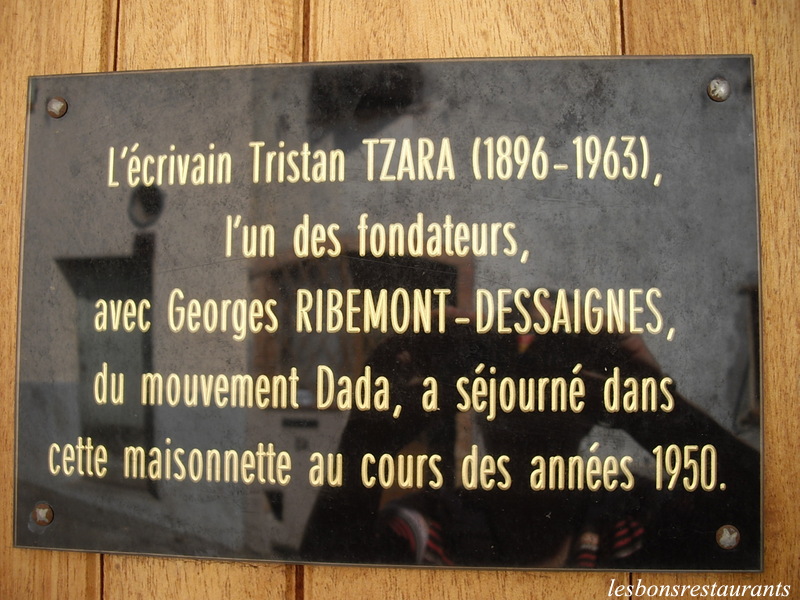 L'écrivain Tristan TZARA (1896-1963),
l'un des fondateurs,
avec Georges RIBEMONT-DESSAIGNES,
du mouvement Dada, a séjourné dans
cette maisonnette au cours des années 1950.
lesbonsrestaurants